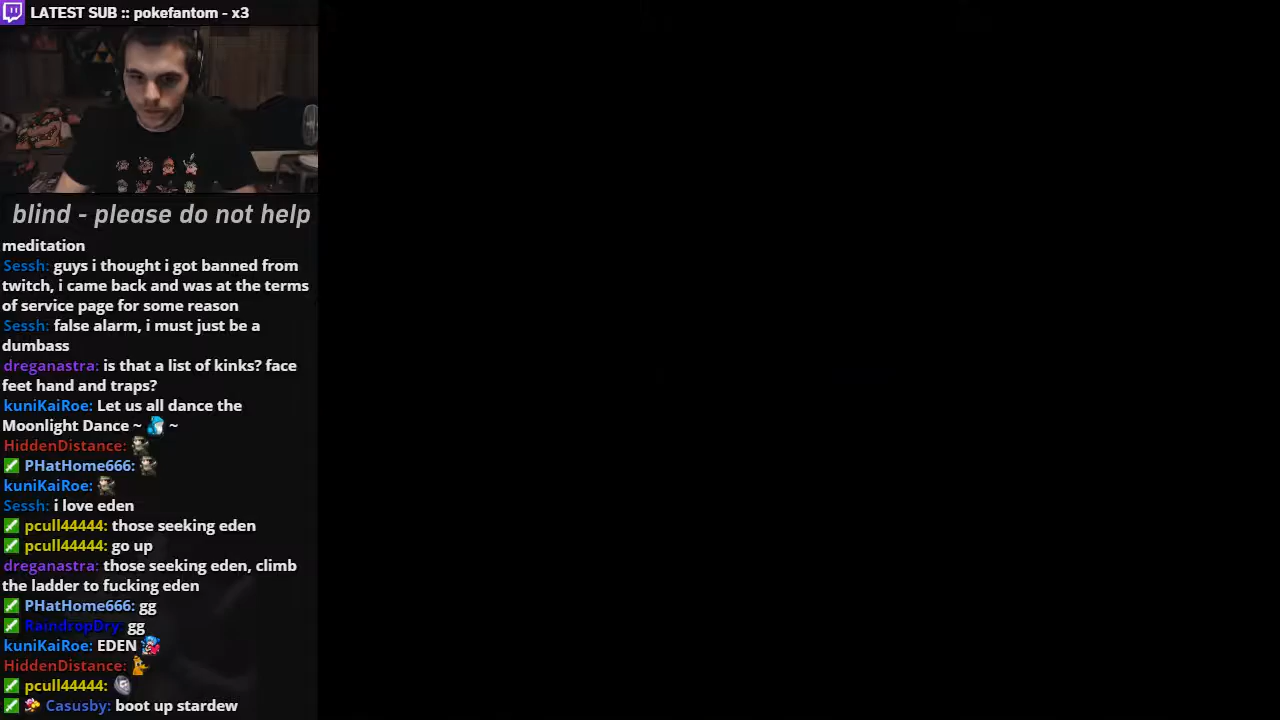 LATEST SUB :: pokefantom - x3
blind - please do not help
meditation
Sessh: guys i thought i got banned from
twitch, i came back and was at the terms
of service page for some reason
Sessh: false alarm, i must just be a
dumbass
dreganastra: is that a list of kinks? face
feet hand and traps?
kuniKaiRoe: Let us all dance the
Moonlight Dance ~ ~
HiddenDistance:
PHatHome666:
kuniKaiRoe:
Sessh: i love eden
pcull44444: those seeking eden
pcull44444: go up
dreganastra: those seeking eden, climb
the ladder to fucking eden
PHatHome666: gg
RaindropDry: gg
kuniKaiRoe: EDEN
HiddenDistance:
pcull44444:
Casusby: boot up stardew